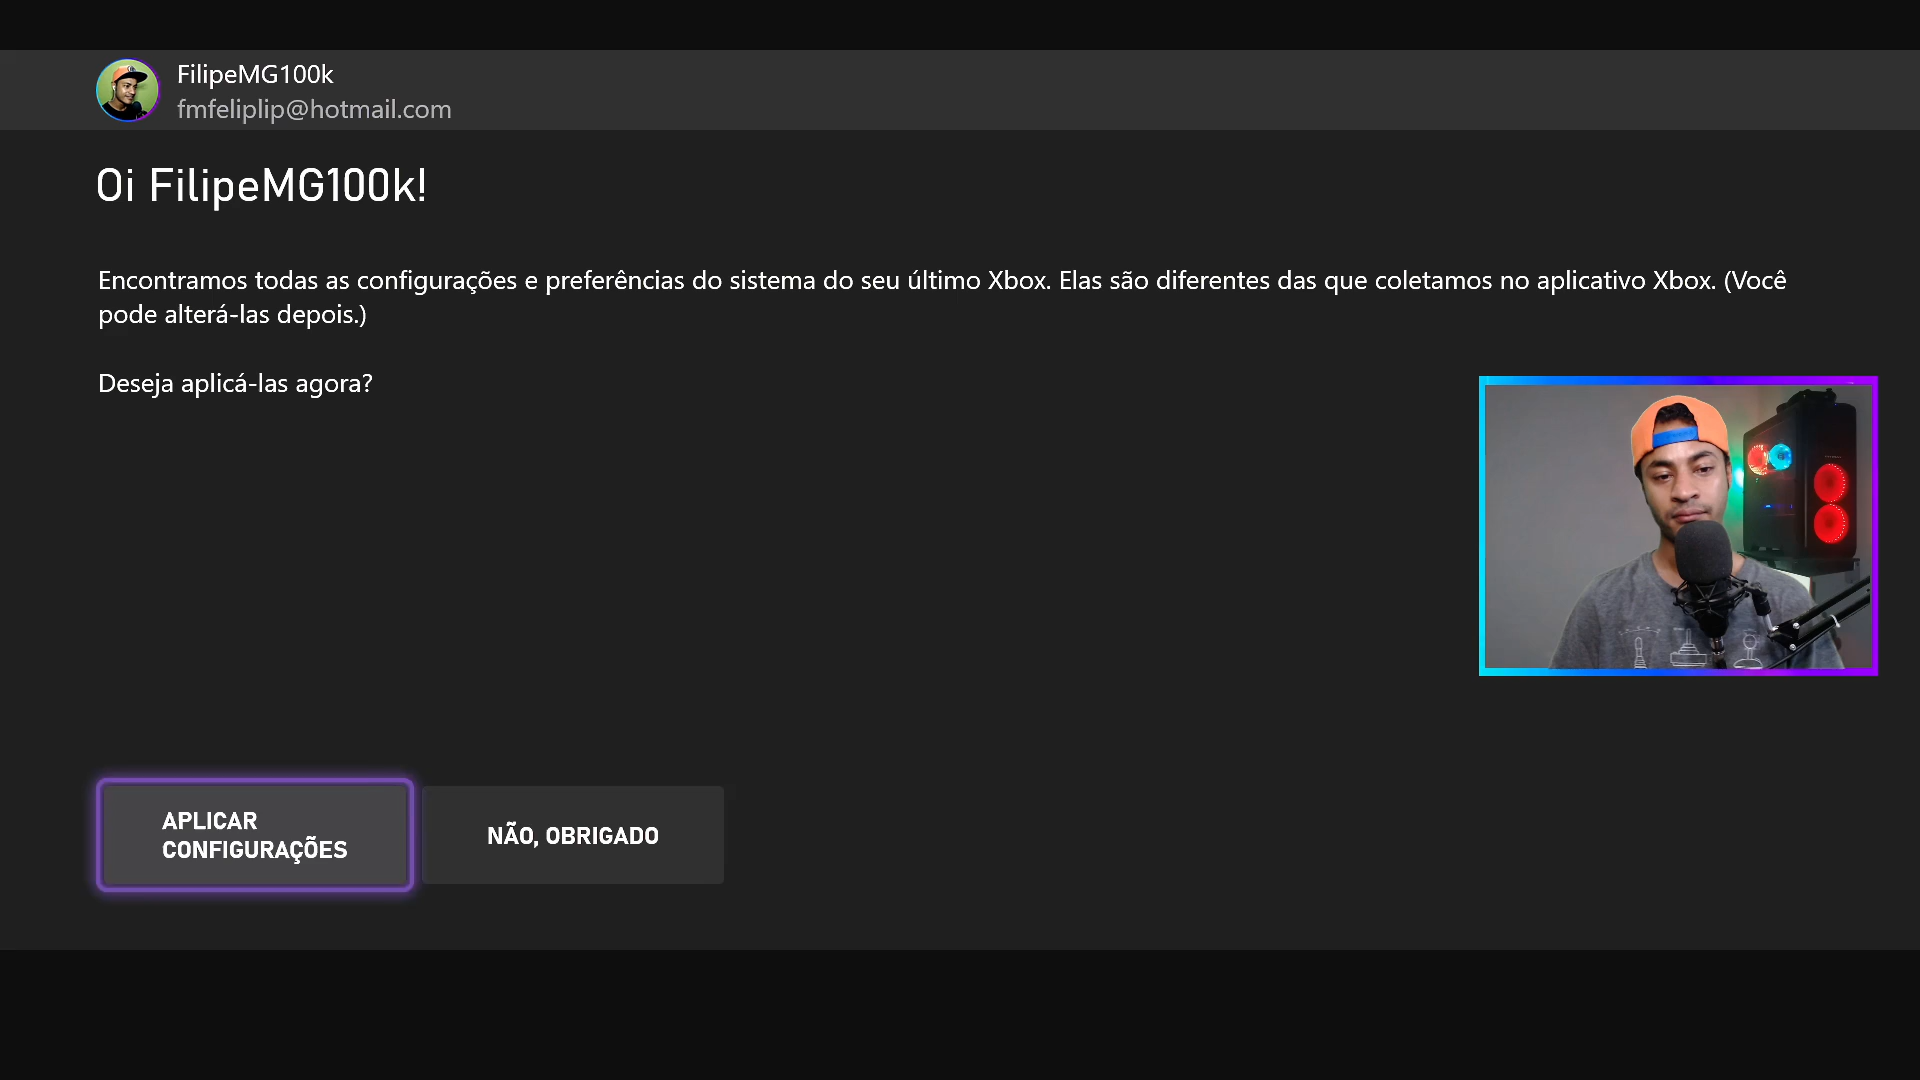 FilipeMG100k
fmfeliplip@hotmail.com
Oi FilipeMG100k!
Encontramos todas as configurações e preferências do sistema do seu último Xbox. Elas são diferentes das que coletamos no aplicativo Xbox. (Você
pode alterá-las depois.)
Deseja aplicá-las agora?
APLICAR
CONFIGURAÇÕES
NÃO, OBRIGADO